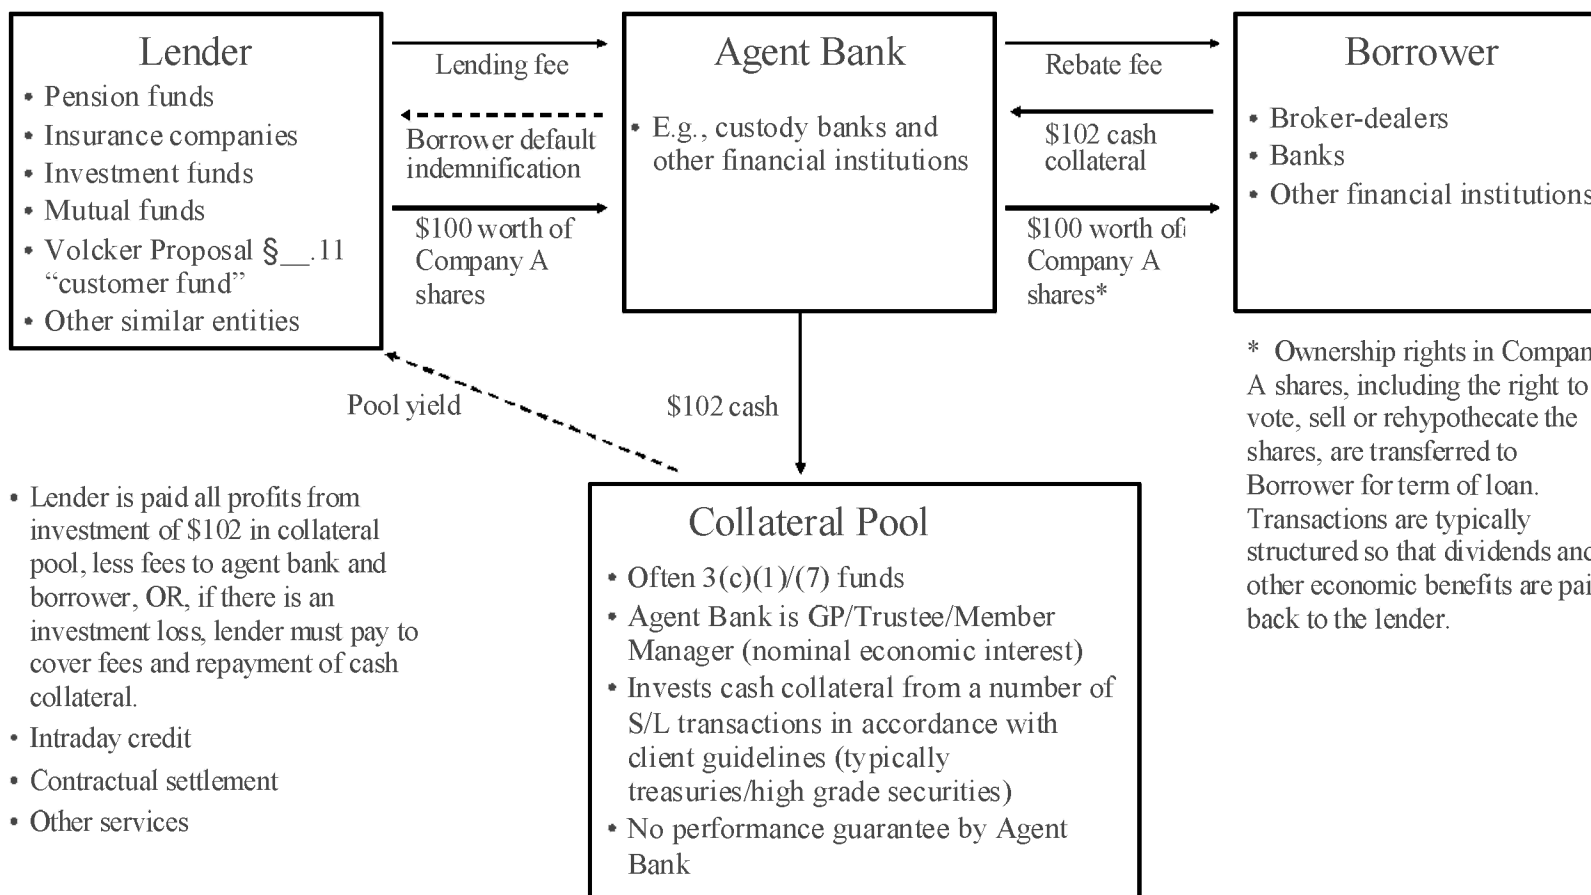 Lender
• Pension funds
• Insurance companies
• Investment funds
• Mutual funds
• Volcker Proposal §__.11
“customer fund”
• Other similar entities
Lending fee
Borrower default
indemnification
$100 worth of
Company A
shares
Agent Bank
• E.g., custody banks and
other financial institutions
Rebate fee
$102 cash
collateral
$100 worth of
Company A
shares*
Borrower
• Broker-dealers
• Banks
• Other financial institutions
* Ownership rights in Compan
A shares, including the right to
vote, sell or rehypothecate the
shares, are transferred to
Borrower for term of loan.
Transactions are typically
structured so that dividends and
other economic benefits are pai
back to the lender.
Pool yield
$102 cash
• Lender is paid all profits from
investment of $102 in collateral
pool, less fees to agent bank and
borrower, OR, if there is an
investment loss, lender must pay to
cover fees and repayment of cash
collateral.
• Intraday credit
• Contractual settlement
• Other services
Collateral Pool
• Often 3(c)(1)/(7) funds
• Agent Bank is GP/Trustee/Member
Manager (nominal economic interest)
• Invests cash collateral from a number of
S/L transactions in accordance with
client guidelines (typically
treasuries/high grade securities)
• No performance guarantee by Agent
Bank